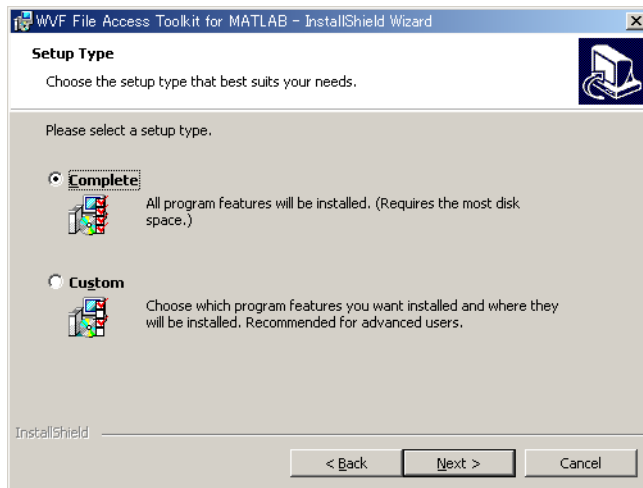 WVF File Access Toolkit for MATLAB - InstallShield Wizard
Setup Type
Choose the setup type that best suits your needs.
Please select a setup type.
Complete
All program features will be installed. (Requires the most disk
space.)
Custom
Choose which program features you want installed and where they
will be installed. Recommended for advanced users.
InstallShield
< Back
Next >
Cancel